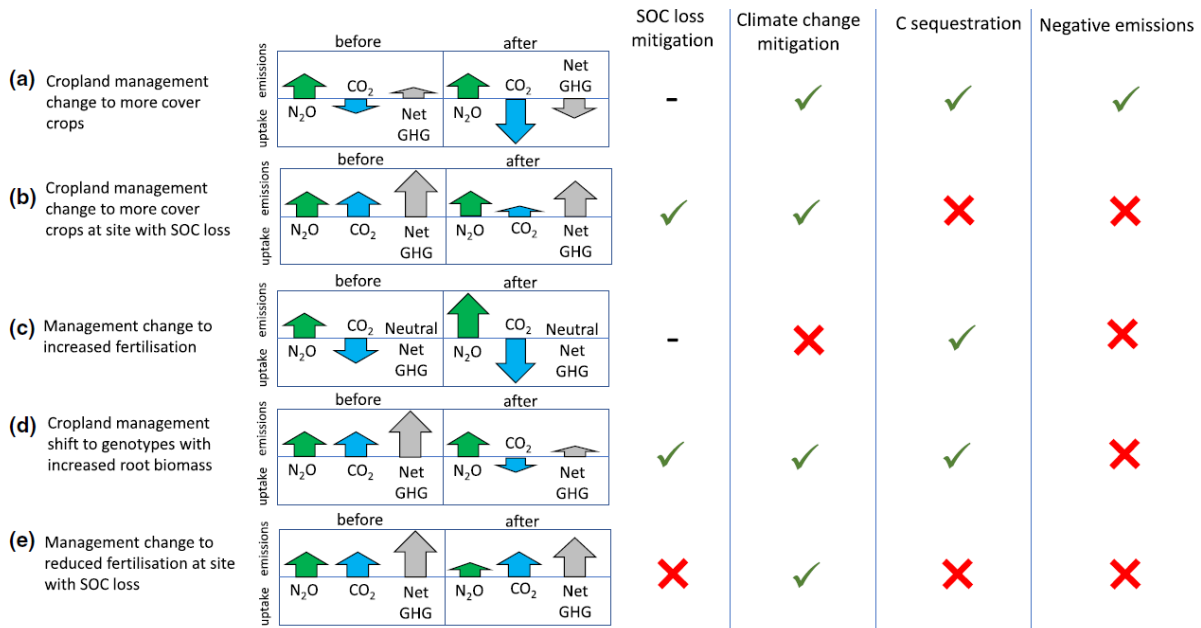 SOC loss mitigation
Climate change mitigation
C sequestration
Negative emissions
before
after
(a) Cropland management change to more cover crops
emissions
uptake
N₂O
CO₂
Net GHG
N₂O
CO₂
Net GHG
-
before
after
(b) Cropland management change to more cover crops at site with SOC loss
emissions
uptake
N₂O
CO₂
Net GHG
N₂O
CO₂
Net GHG
before
after
(c) Management change to increased fertilisation
emissions
uptake
N₂O
CO₂
Neutral Net GHG
N₂O
CO₂
Neutral Net GHG
-
before
after
(d) Cropland management shift to genotypes with increased root biomass
emissions
uptake
N₂O
CO₂
Net GHG
N₂O
CO₂
Net GHG
before
after
(e) Management change to reduced fertilisation at site with SOC loss
emissions
uptake
N₂O
CO₂
Net GHG
N₂O
CO₂
Net GHG